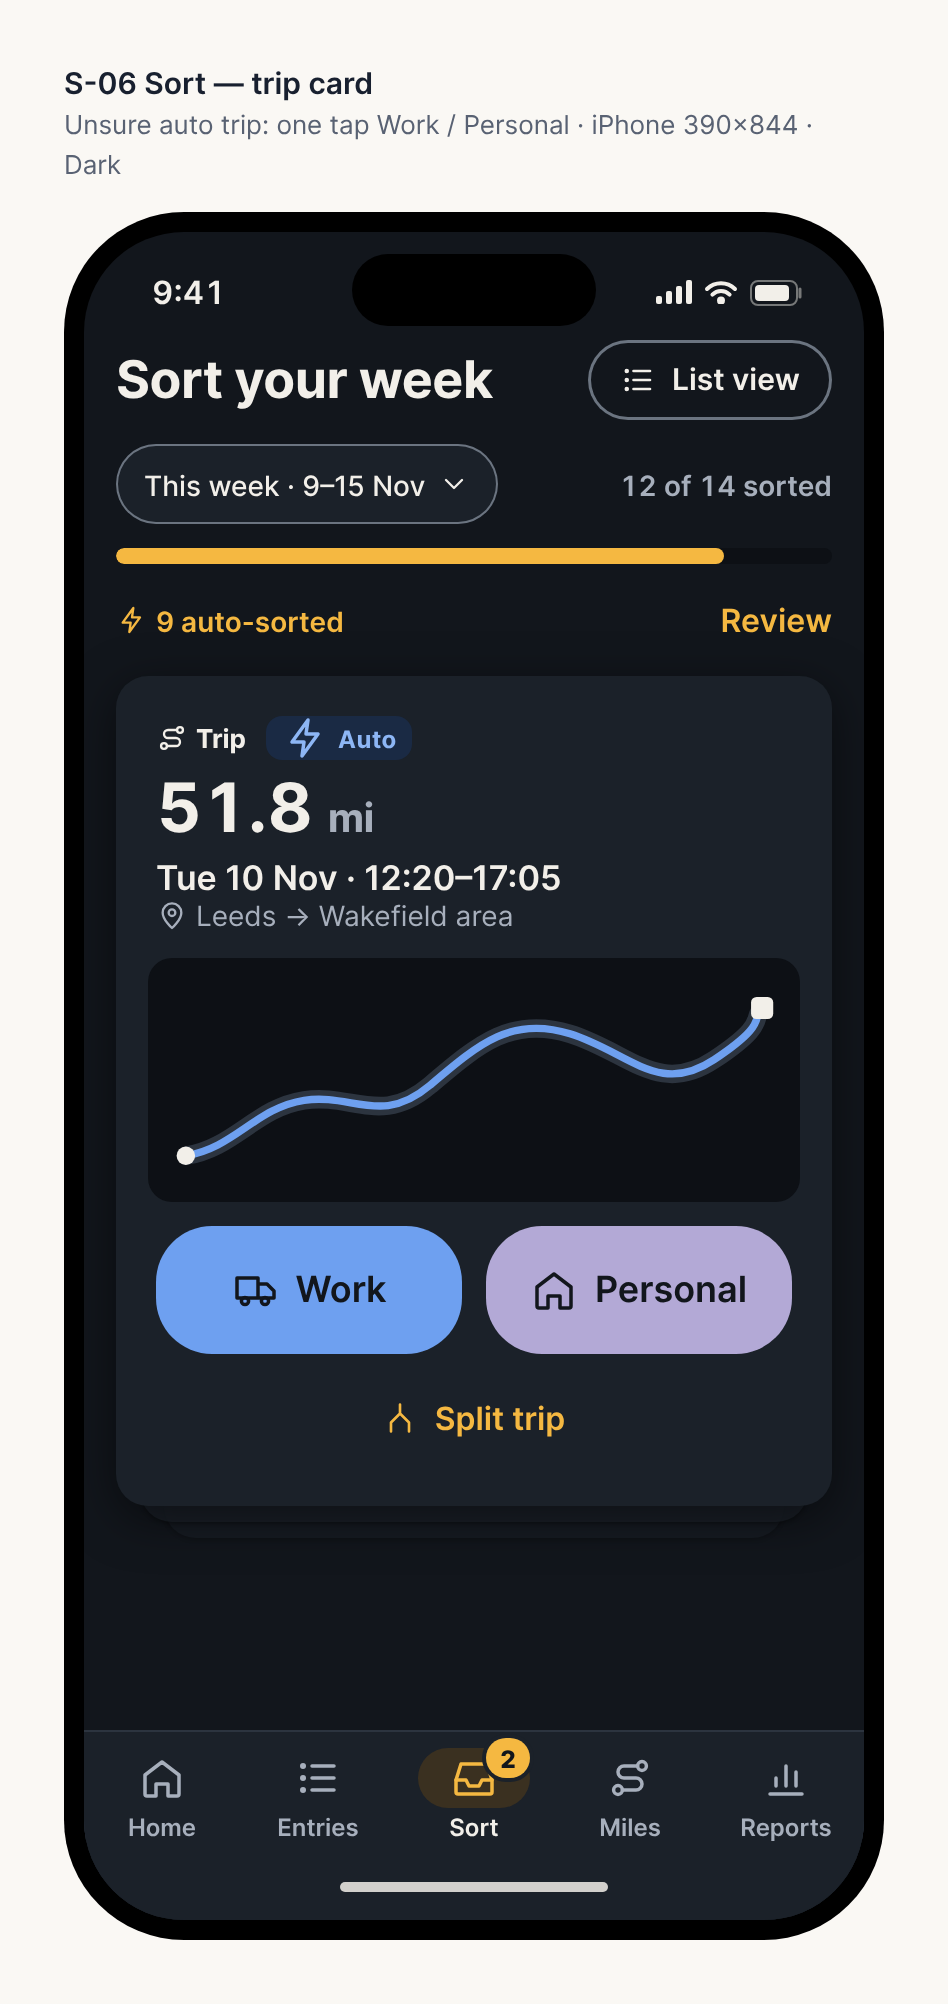 S-06 Sort — trip card
Unsure auto trip: one tap Work / Personal · iPhone 390×844 ·
Dark
9:41
Sort your week
List view
This week · 9–15 Nov
12 of 14 sorted
9 auto-sorted
Review
Trip
Auto
51.8 mi
Tue 10 Nov · 12:20–17:05
Leeds → Wakefield area
Work
Personal
Split trip
2
Home
Entries
Sort
Miles
Reports